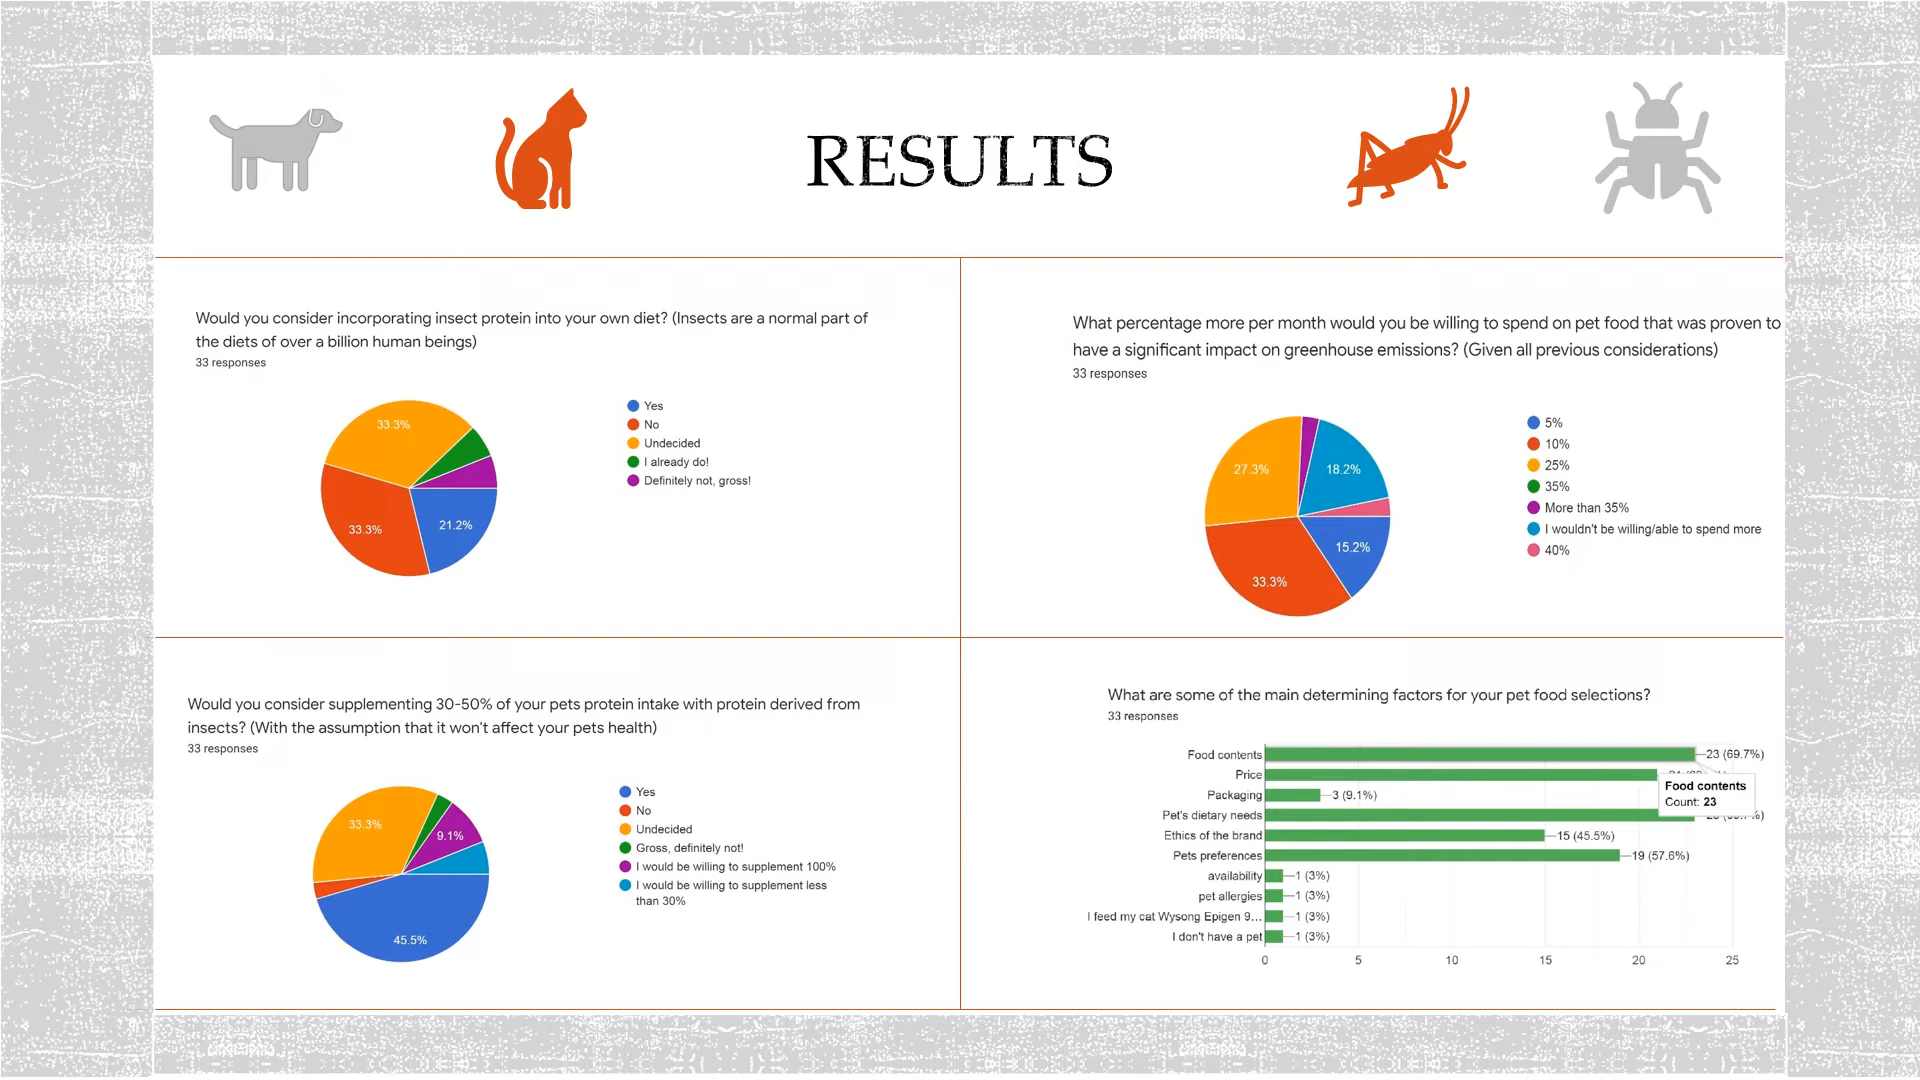 RESULTS
Would you consider incorporating insect protein into your own diet? (Insects are a normal part of
the diets of over a billion human beings)
33 responses
33.3%
33.3%
21.2%
Yes
No
Undecided
I already do!
Definitely not, gross!
What percentage more per month would you be willing to spend on pet food that was proven to
have a significant impact on greenhouse emissions? (Given all previous considerations)
33 responses
27.3%
18.2%
15.2%
33.3%
5%
10%
25%
35%
More than 35%
I wouldn't be willing/able to spend more
40%
Would you consider supplementing 30-50% of your pets protein intake with protein derived from
insects? (With the assumption that it won't affect your pets health)
33 responses
33.3%
9.1%
45.5%
Yes
No
Undecided
Gross, definitely not!
I would be willing to supplement 100%
I would be willing to supplement less
than 30%
What are some of the main determining factors for your pet food selections?
33 responses
Food contents 23 (69.7%)
Price
Food contents
Count: 23
Packaging 3 (9.1%)
Pet's dietary needs
Ethics of the brand 15 (45.5%)
Pets preferences 19 (57.6%)
availability 1 (3%)
pet allergies 1 (3%)
I feed my cat Wysong Epigen 9... 1 (3%)
I don't have a pet 1 (3%)
0 5 10 15 20 25